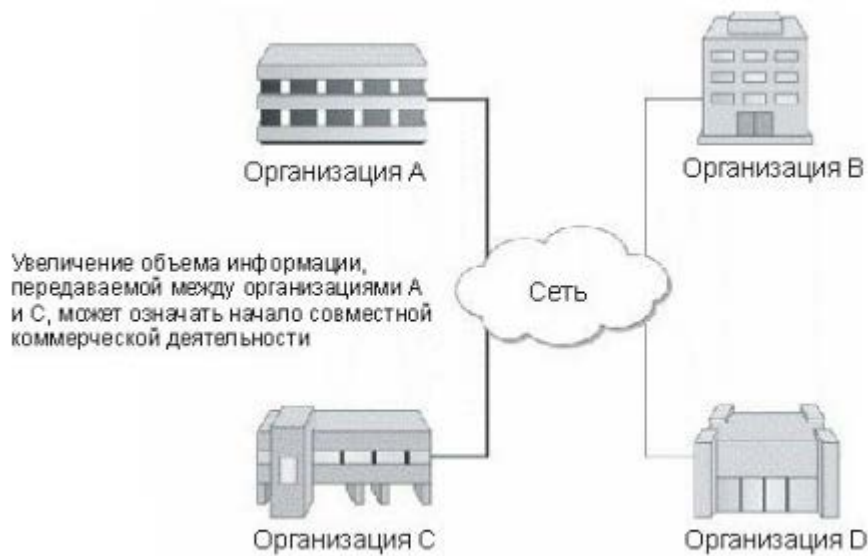 Организация А
Организация В
Увеличение объема информации,
передаваемой между организациями А
и С, может означать начало совместной
коммерческой деятельности
Сеть
Организация С
Организация D